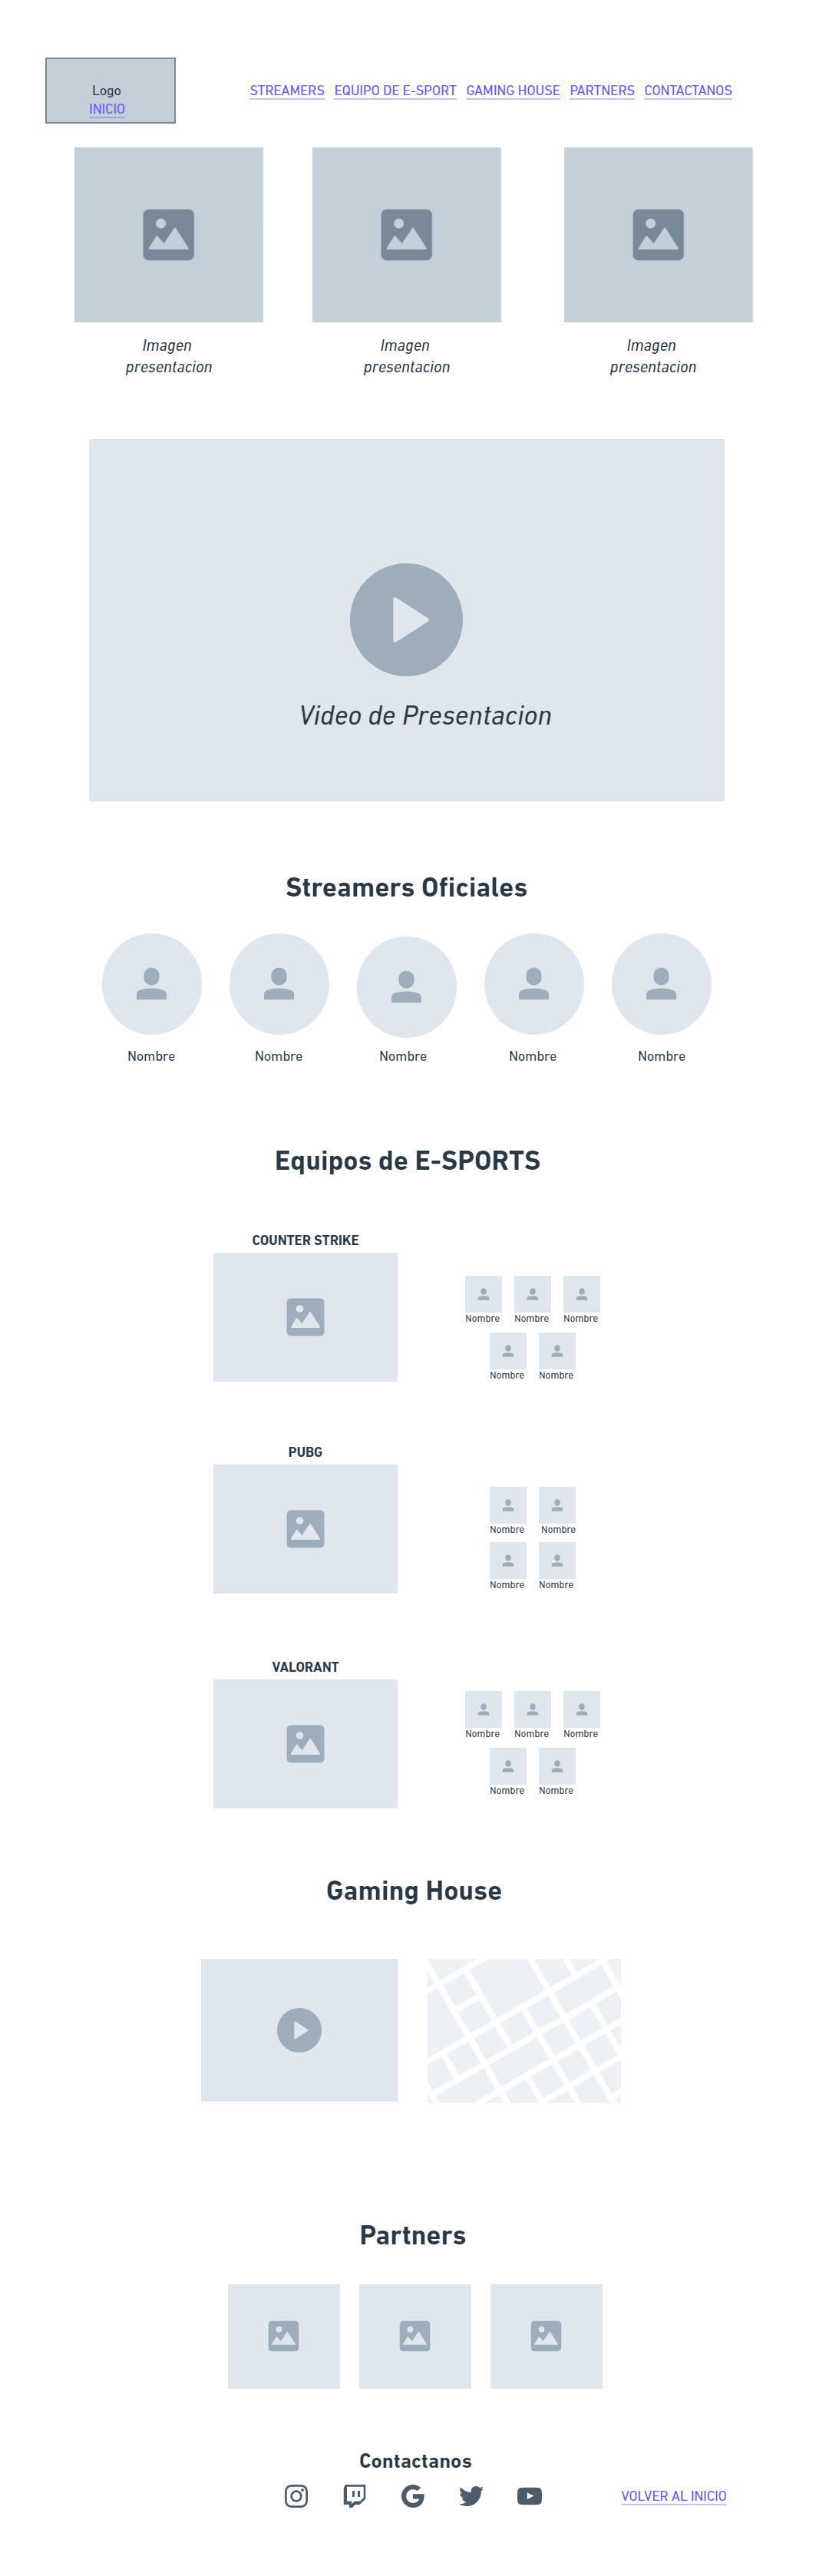 Logo
INICIO
STREAMERS EQUIPO DE E-SPORT GAMING HOUSE PARTNERS CONTACTANOS
Imagen
presentacion
Imagen
presentacion
Imagen
presentacion
Video de Presentacion
Streamers Oficiales
Nombre Nombre Nombre Nombre Nombre
Equipos de E-SPORTS
COUNTER STRIKE
Nombre Nombre Nombre
Nombre Nombre
PUBG
Nombre Nombre
Nombre Nombre
VALORANT
Nombre Nombre Nombre
Nombre Nombre
Gaming House
Partners
Contactanos
VOLVER AL INICIO